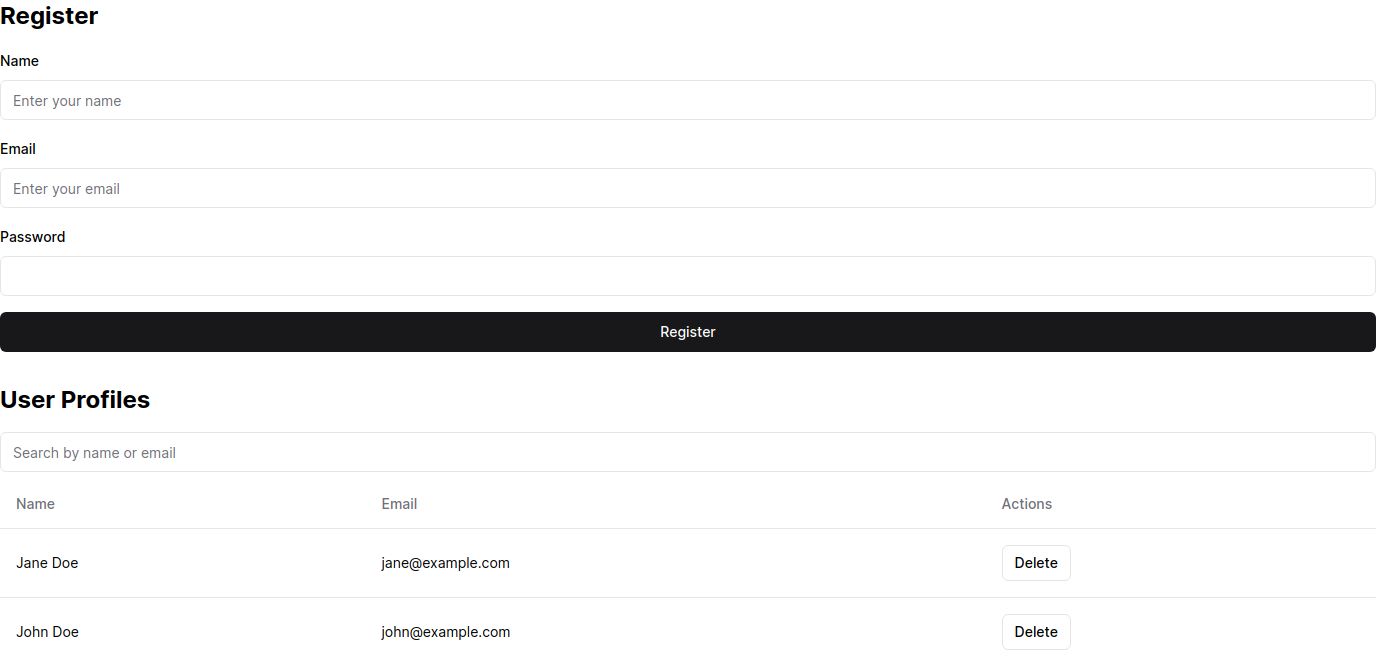 Register
Name
Enter your name
Email
Enter your email
Password
Register
User Profiles
Search by name or email
Name Email Actions
Jane Doe jane@example.com Delete
John Doe john@example.com Delete